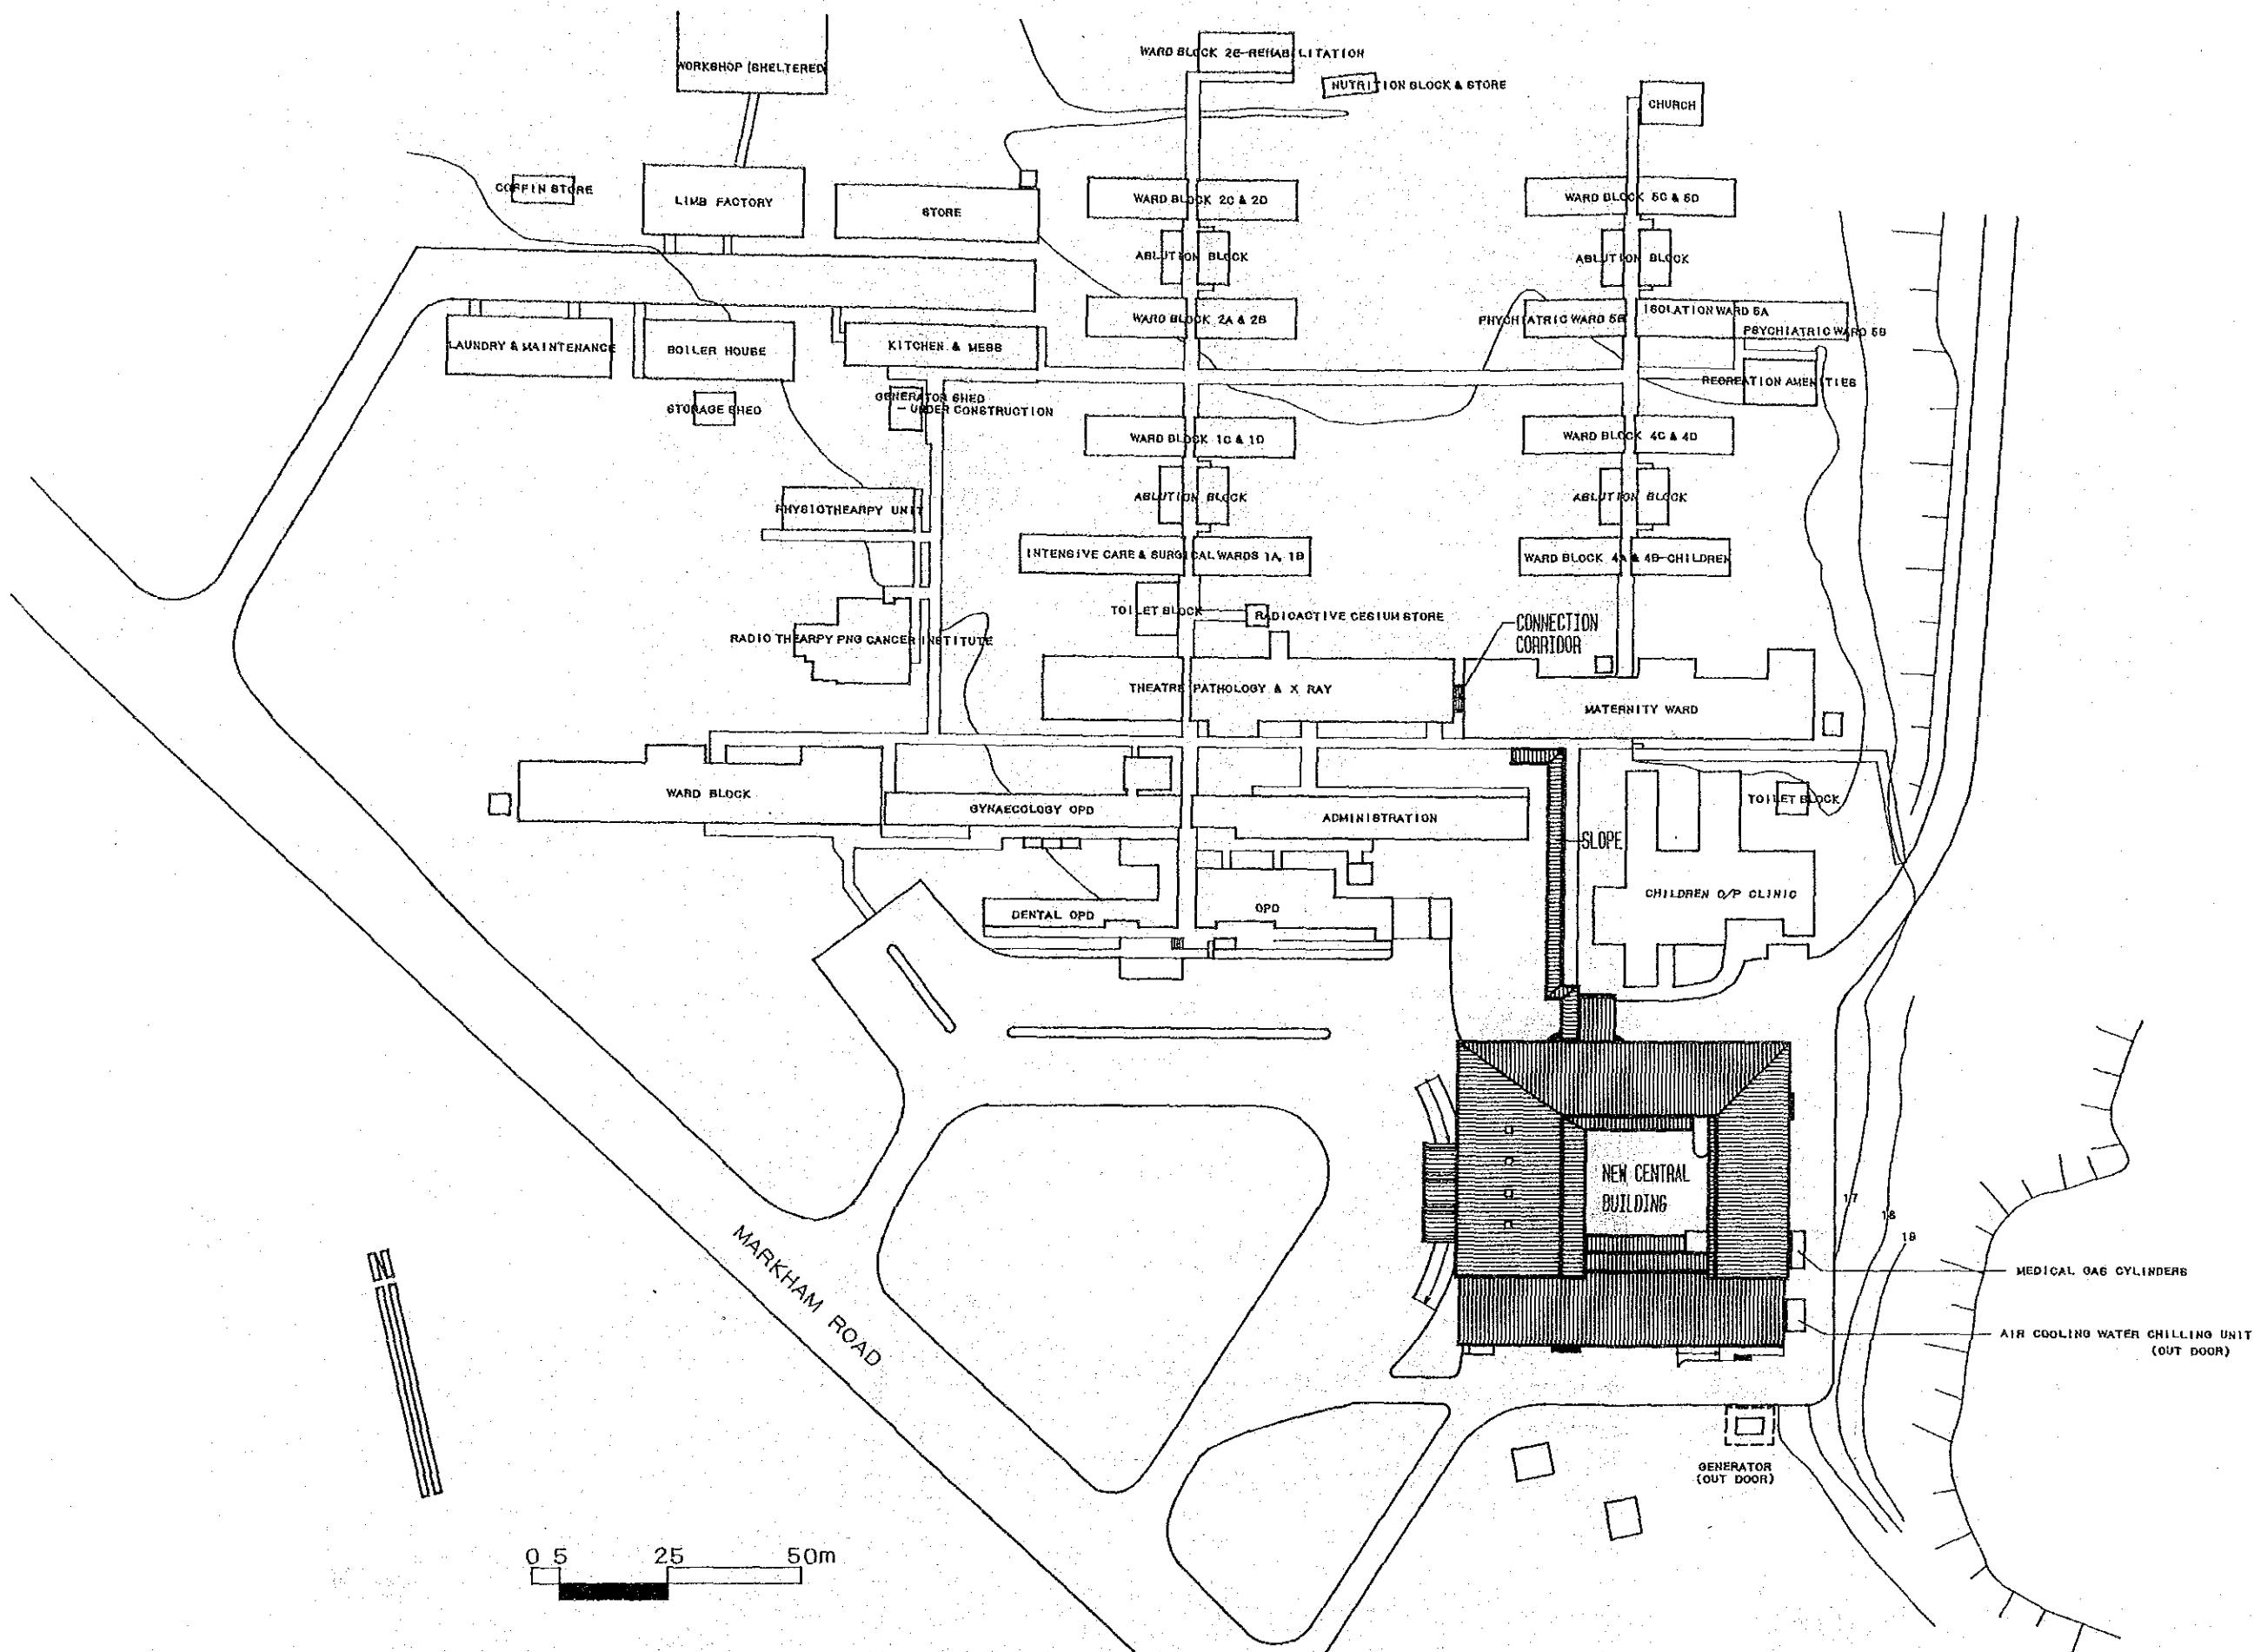 WARD BLOCK 2E-REHABILITATION
WORKSHOP (SHELTERED)
NUTRITION BLOCK & STORE
CHURCH
COFFIN STORE
LIMB FACTORY
STORE
WARD BLOCK 2C & 2D
WARD BLOCK 5C & 5D
ABLUTION BLOCK
ABLUTION BLOCK
WARD BLOCK 2A & 2B
PHYCHIATRIC WARD 5B
ISOLATION WARD 5A
PSYCHIATRIC WARD 5B
LAUNDRY & MAINTENANCE
BOILER HOUSE
KITCHEN & MESS
RECREATION AMENITIES
STORAGE SHED
GENERATOR SHED
- UNDER CONSTRUCTION
WARD BLOCK 1C & 1D
WARD BLOCK 4C & 4D
ABLUTION BLOCK
ABLUTION BLOCK
PHYSIOTHEARPY UNIT
INTENSIVE CARE & SURGICAL WARDS 1A, 1B
WARD BLOCK 4A & 4B-CHILDREN
TOILET BLOCK
RADIOACTIVE CESIUM STORE
CONNECTION
CORRIDOR
RADIO THEARPY PNG CANCER INSTITUTE
THEATRE PATHOLOGY & X RAY
MATERNITY WARD
WARD BLOCK
GYNAECOLOGY OPD
ADMINISTRATION
TOILET BLOCK
SLOPE
CHILDREN O/P CLINIC
DENTAL OPD
OPD
NEW CENTRAL
BUILDING
17
18
19
MARKHAM ROAD
N
MEDICAL GAS CYLINDERS
AIR COOLING WATER CHILLING UNIT
(OUT DOOR)
GENERATOR
(OUT DOOR)
0 5 25 50m